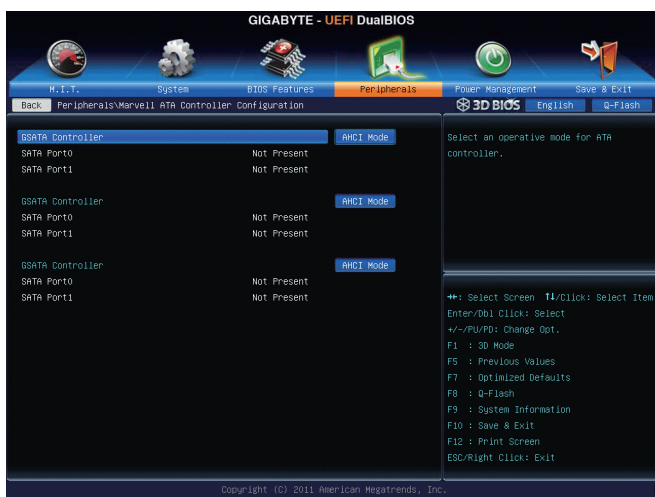 GIGABYTE - UEFI DualBIOS
M.I.T. System BIOS Features Peripherals Power Management Save & Exit
Back Peripherals\Marvell ATA Controller Configuration 3D BIOS English Q-Flash
GSATA Controller AHCI Mode
SATA Port0 Not Present
SATA Port1 Not Present
GSATA Controller AHCI Mode
SATA Port0 Not Present
SATA Port1 Not Present
GSATA Controller AHCI Mode
SATA Port0 Not Present
SATA Port1 Not Present
Select an operative mode for ATA
controller.
→←: Select Screen ↑↓/Click: Select Item
Enter/Dbl Click: Select
+/-/PU/PD: Change Opt.
F1 : 3D Mode
F5 : Previous Values
F7 : Optimized Defaults
F8 : Q-Flash
F9 : System Information
F10 : Save & Exit
F12 : Print Screen
ESC/Right Click: Exit
Copyright (C) 2011 American Megatrends, Inc.